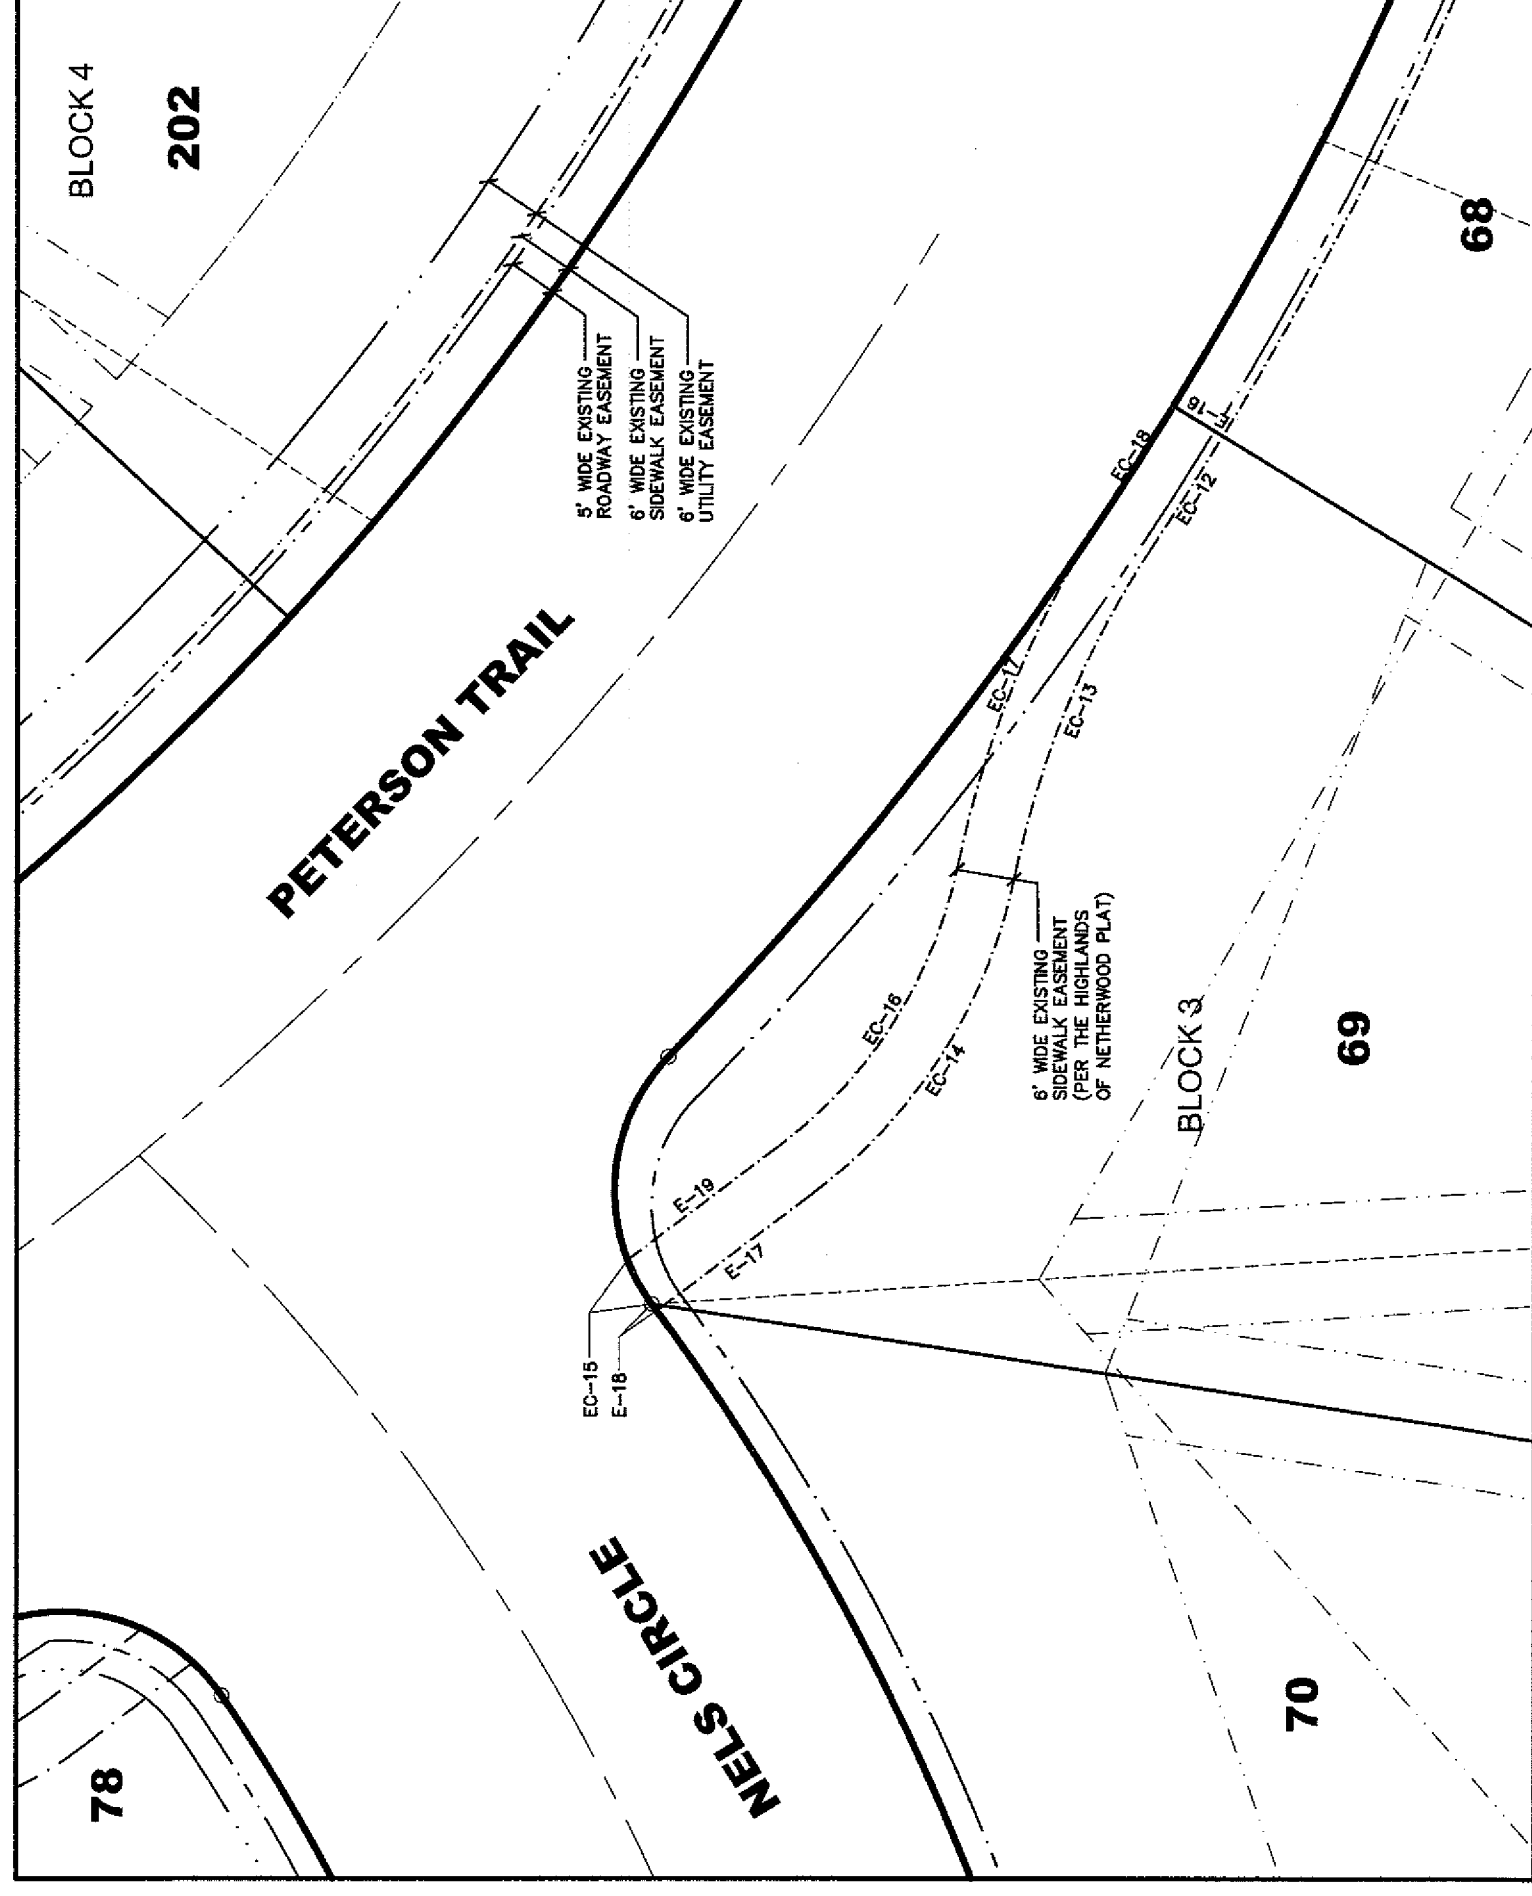 BLOCK 4
202
5' WIDE EXISTING
ROADWAY EASEMENT
6' WIDE EXISTING
SIDEWALK EASEMENT
6' WIDE EXISTING
UTILITY EASEMENT
PETERSON TRAIL
68
E-16
EC-18
EC-12
EC-17
EC-13
EC-16
EC-14
6' WIDE EXISTING
SIDEWALK EASEMENT
(PER THE HIGHLANDS
OF NETHERWOOD PLAT)
BLOCK 3
69
E-19
E-17
EC-15
E-18
NELS CIRCLE
78
70